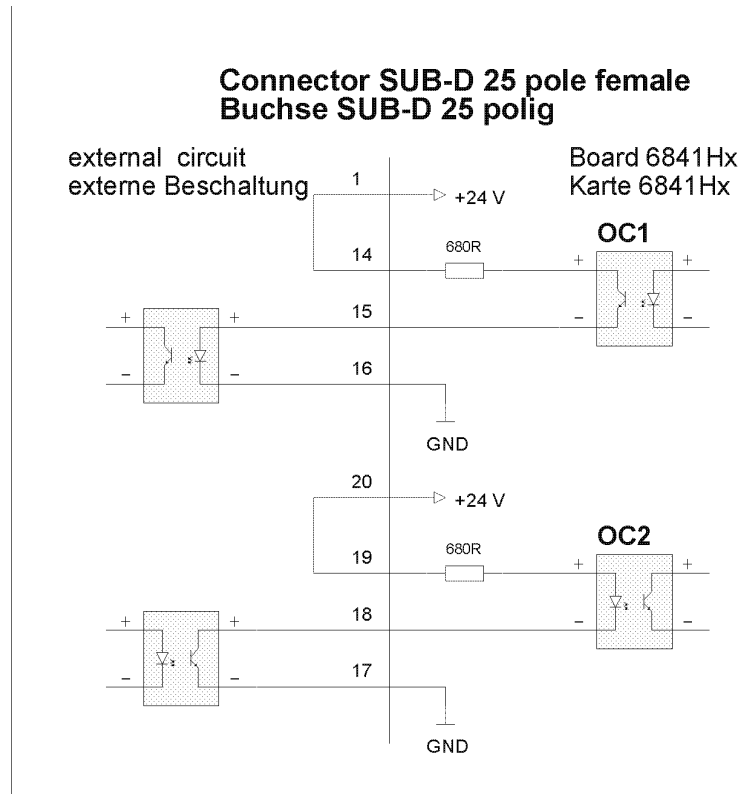 Connector SUB-D 25 pole female
Buchse SUB-D 25 polig
external circuit
externe Beschaltung
Board 6841Hx
Karte 6841Hx
1
+24 V
OC1
14
680R
+
+
15
+
+
−
−
16
−
−
GND
20
+24 V
OC2
19
680R
+
+
18
+
+
−
−
17
−
−
GND